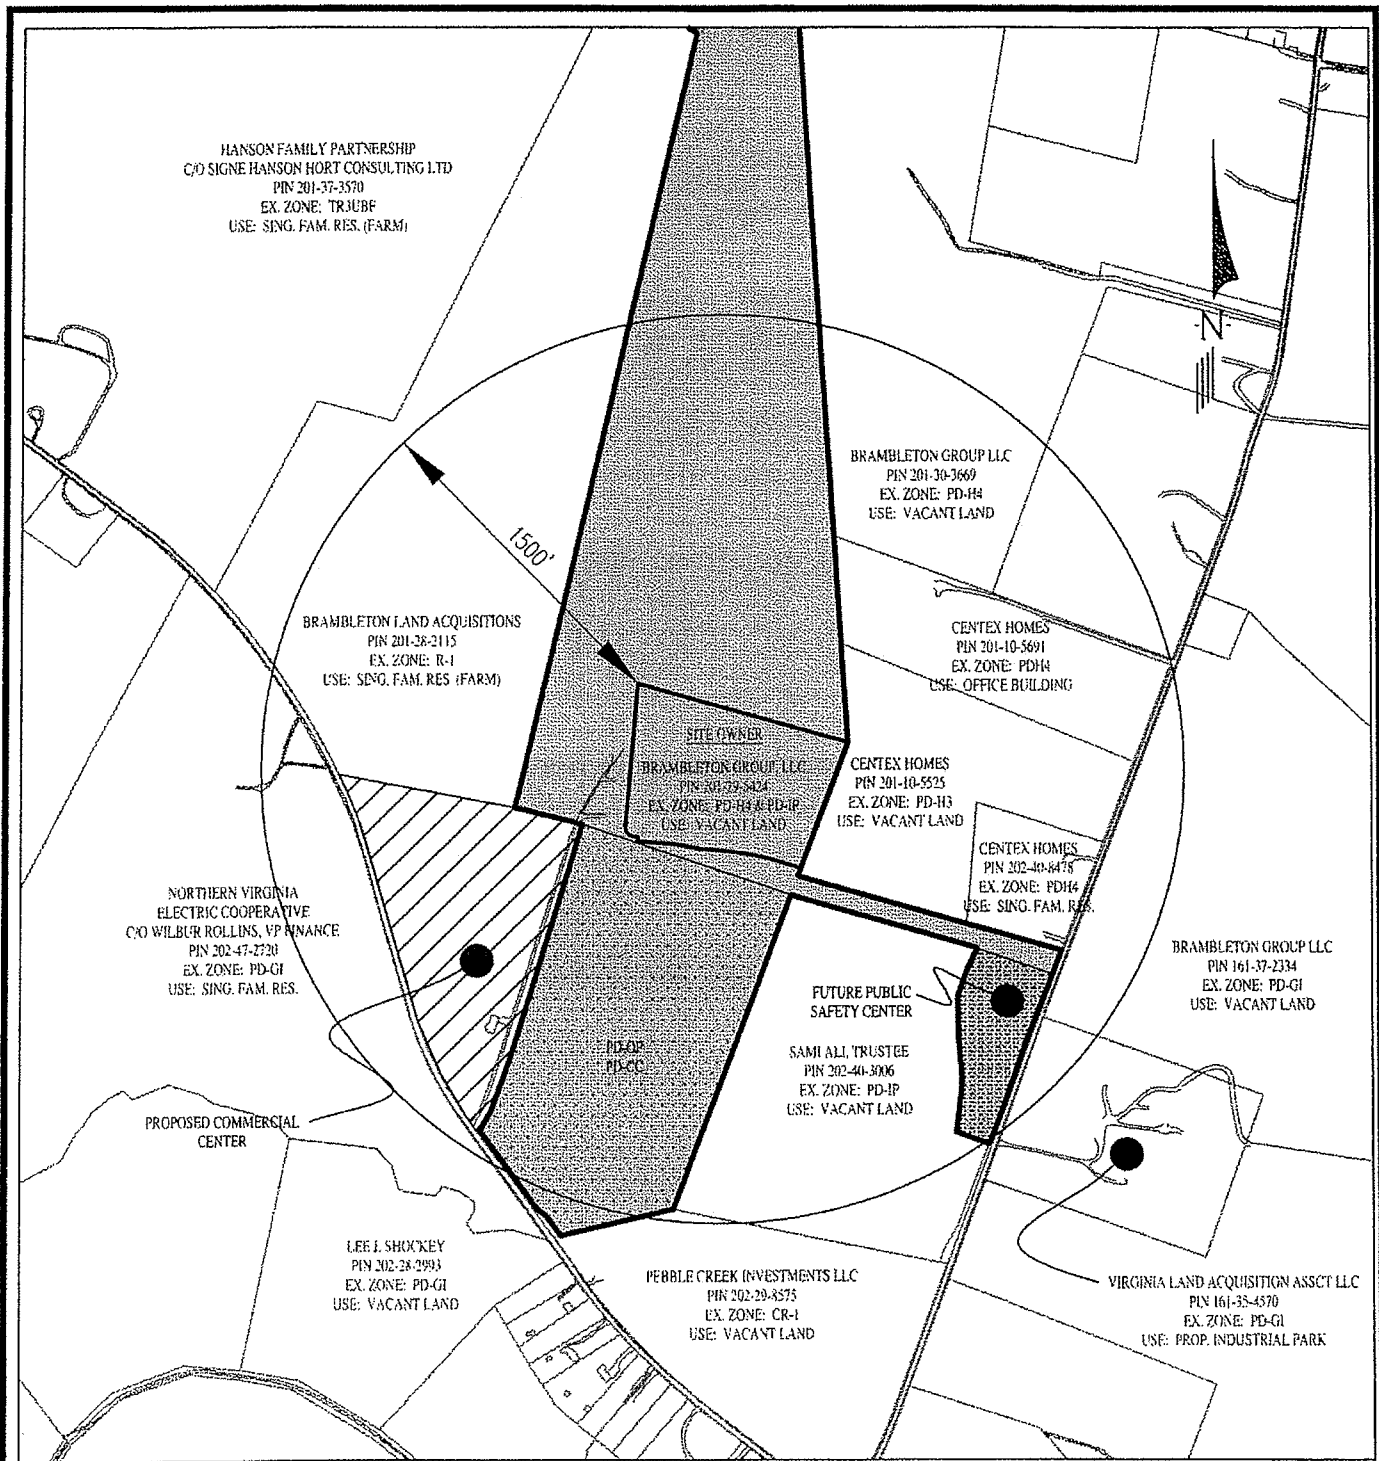 HANSON FAMILY PARTNERSHIP
C/O SIGNE HANSON HORT CONSULTING LTD
PIN 201-37-3570
EX. ZONE: TR3UBF
USE: SING. FAM. RES. (FARM)
-N-
BRAMBLETON GROUP LLC
PIN 201-30-3669
EX. ZONE: PD-H4
USE: VACANT LAND
1500'
BRAMBLETON LAND ACQUISITIONS
PIN 201-28-2115
EX. ZONE: R-1
USE: SING. FAM. RES (FARM)
CENTEX HOMES
PIN 201-10-5691
EX. ZONE: PDH4
USE: OFFICE BUILDING
SITE OWNER
BRAMBLETON GROUP LLC
PIN 201-29-
EX. ZONE: PD-H4 & PD-IP
USE: VACANT LAND
CENTEX HOMES
PIN 201-10-5525
EX. ZONE: PD-H3
USE: VACANT LAND
CENTEX HOMES
PIN 202-40-8478
EX. ZONE: PDH4
USE: SING. FAM. RES.
NORTHERN VIRGINIA
ELECTRIC COOPERATIVE
C/O WILBUR ROLLINS, VP FINANCE
PIN 202-47-2720
EX. ZONE: PD-GI
USE: SING. FAM. RES.
BRAMBLETON GROUP LLC
PIN 161-37-2334
EX. ZONE: PD-GI
USE: VACANT LAND
FUTURE PUBLIC
SAFETY CENTER
SAMI ALI, TRUSTEE
PIN 202-40-3006
EX. ZONE: PD-IP
USE: VACANT LAND
PD-OP
PD-CC
PROPOSED COMMERCIAL
CENTER
LEE J. SHOCKEY
PIN 202-28-2993
EX. ZONE: PD-GI
USE: VACANT LAND
PEBBLE CREEK INVESTMENTS LLC
PIN 202-29-8575
EX. ZONE: CR-1
USE: VACANT LAND
VIRGINIA LAND ACQUISITION ASSCT LLC
PIN 161-35-4570
EX. ZONE: PD-GI
USE: PROP. INDUSTRIAL PARK